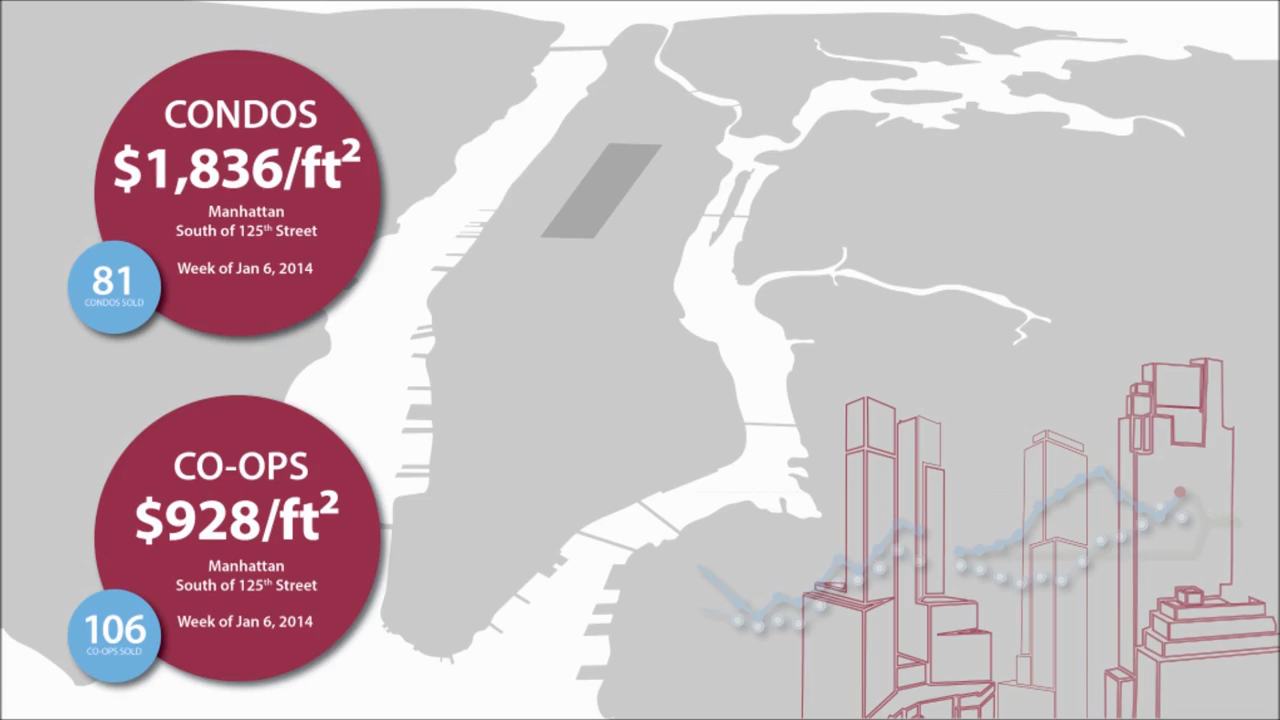 CONDOS
$1,836/ft²
Manhattan
South of 125th Street
Week of Jan 6, 2014
81
CONDOS SOLD
CO-OPS
$928/ft²
Manhattan
South of 125th Street
Week of Jan 6, 2014
106
CO-OPS SOLD